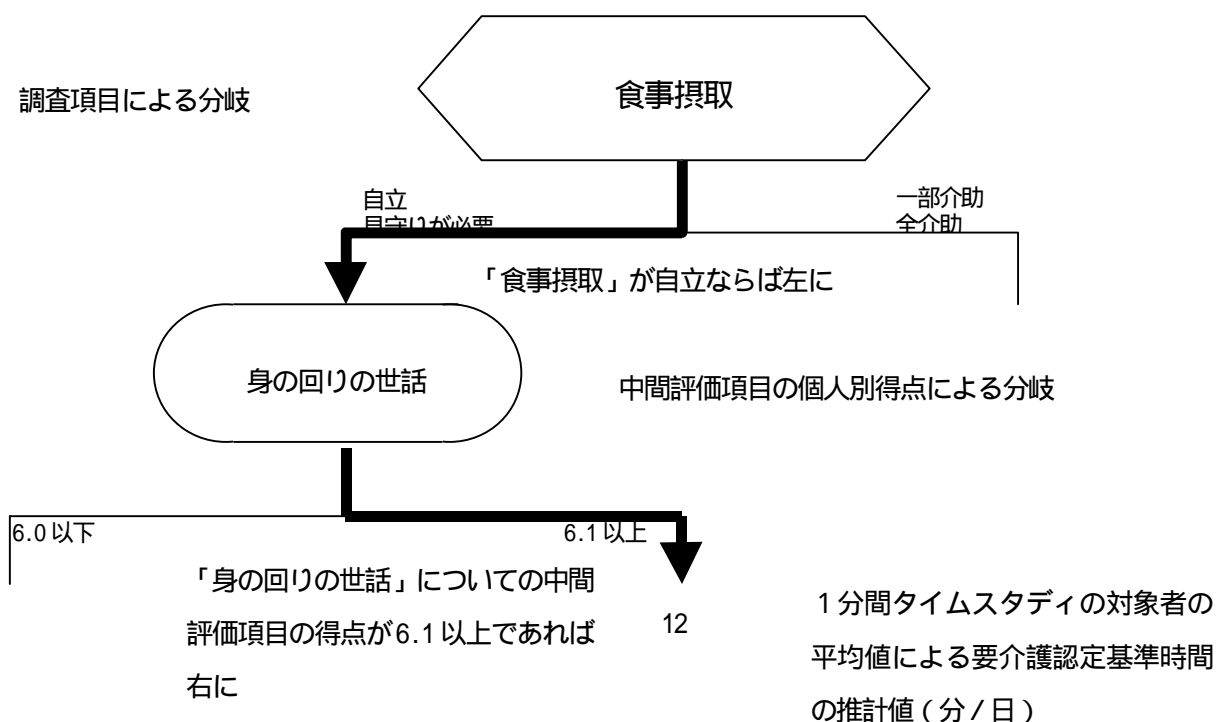 食事摂取
調査項目による分岐
自立
見守りが必要
一部介助
全介助
「食事摂取」が自立ならば左に
身の回りの世話
中間評価項目の個人別得点による分岐
6.0以下
6.1以上
「身の回りの世話」についての中間
評価項目の得点が6.1以上であれば
右に
12
1分間タイムスタディの対象者の
平均値による要介護認定基準時間
の推計値（分/日）